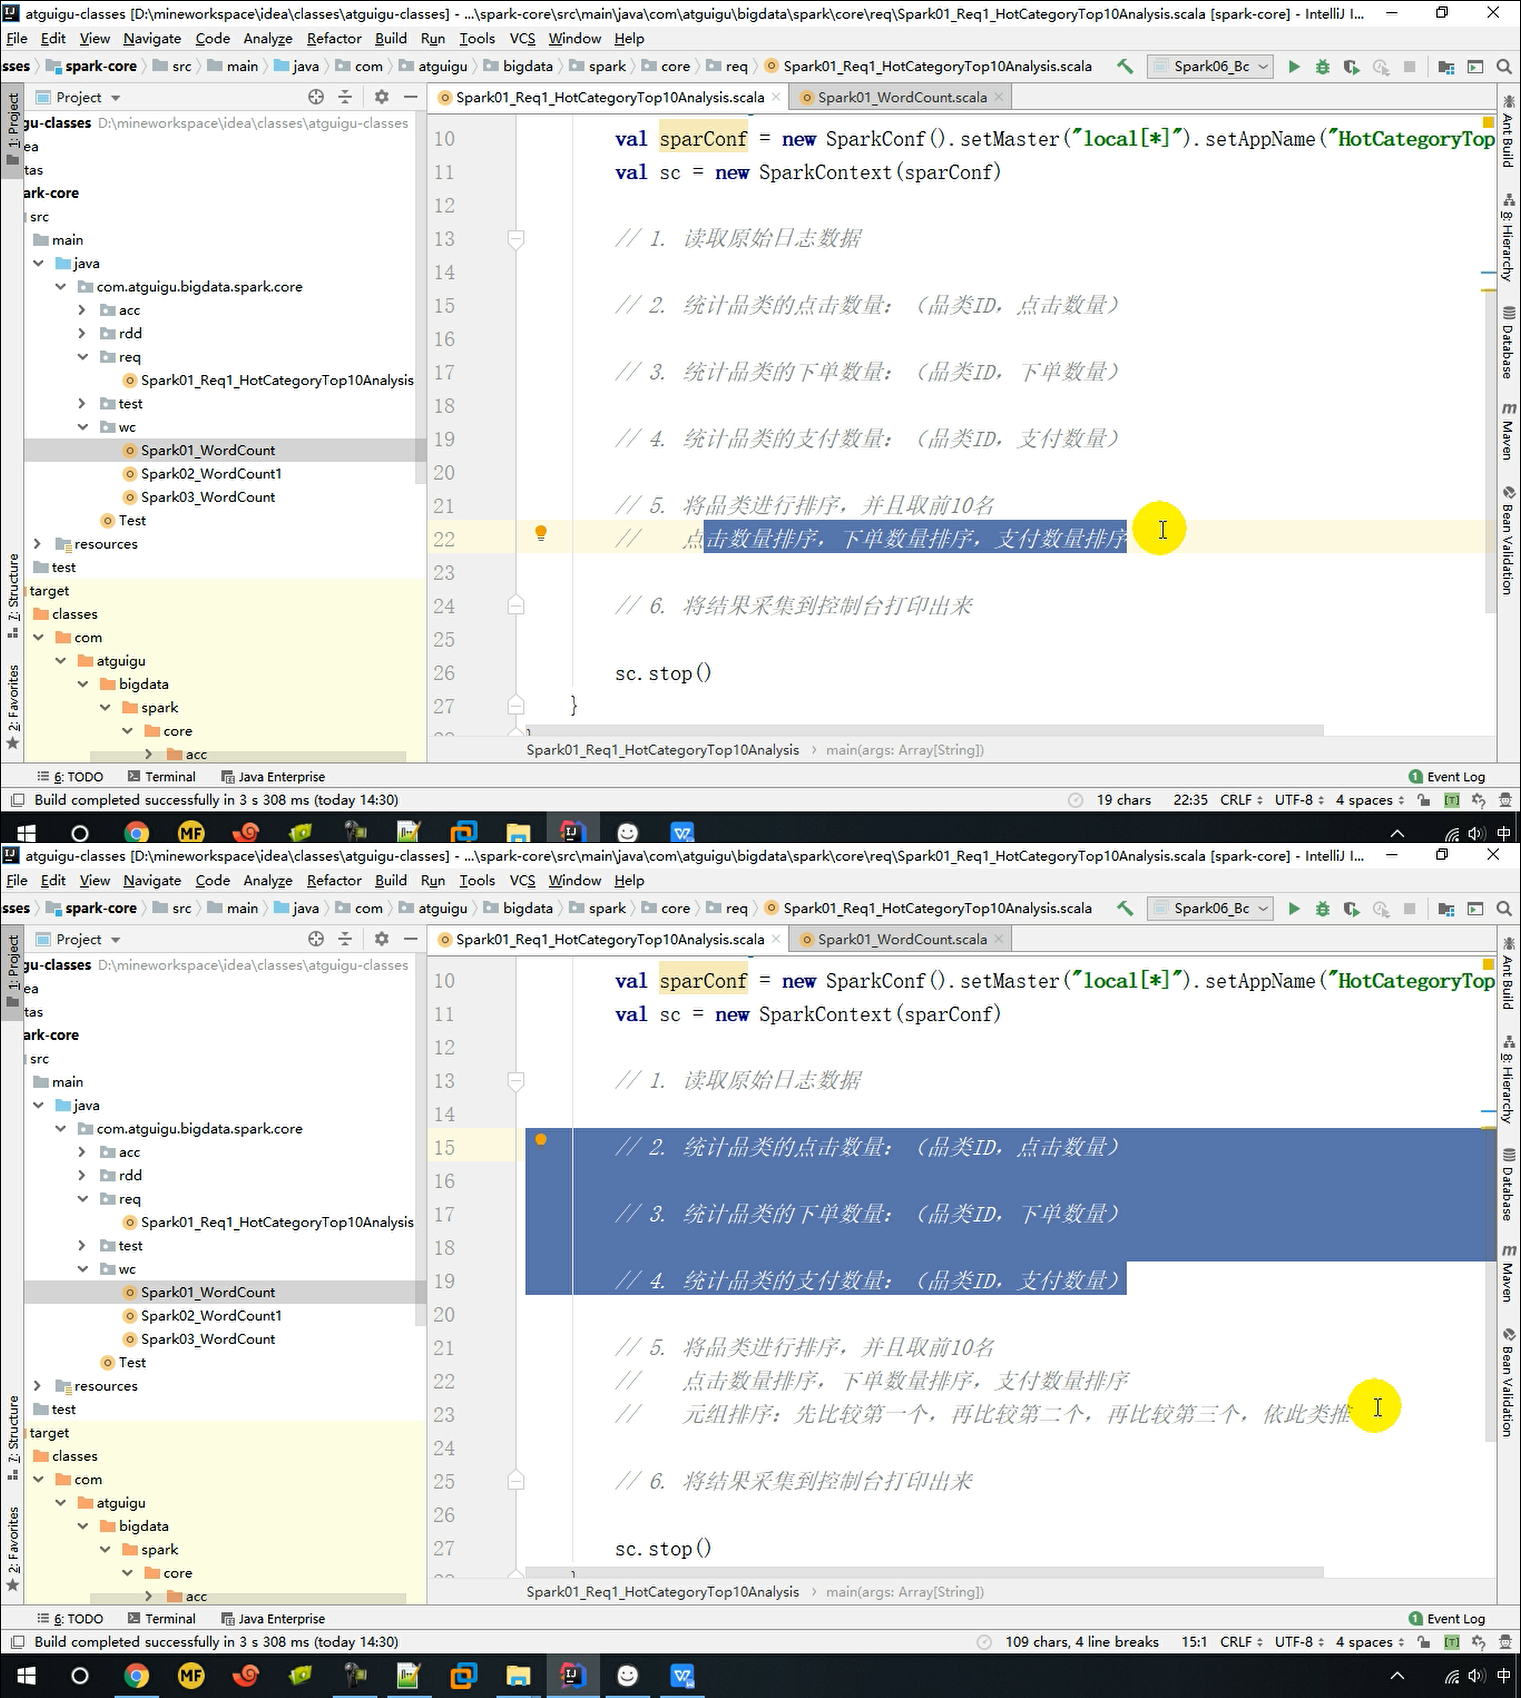 atguigu-classes [D:\mineworkspace\idea\classes\atguigu-classes] - ...\spark-core\src\main\java\com\atguigu\bigdata\spark\core\req\Spark01_Req1_HotCategoryTop10Analysis.scala [spark-core] - IntelliJ I...
File Edit View Navigate Code Analyze Refactor Build Run Tools VCS Window Help
sses spark-core src main java com atguigu bigdata spark core req Spark01_Req1_HotCategoryTop10Analysis.scala Spark06_Bc
1: Project
7: Structure
2: Favorites
Project
gu-classes D:\mineworkspace\idea\classes\atguigu-classes
ea
tas
ark-core
src
main
java
com.atguigu.bigdata.spark.core
acc
rdd
req
Spark01_Req1_HotCategoryTop10Analysis
test
wc
Spark01_WordCount
Spark02_WordCount1
Spark03_WordCount
Test
resources
test
target
classes
com
atguigu
bigdata
spark
core
acc
Spark01_Req1_HotCategoryTop10Analysis.scala Spark01_WordCount.scala
10 val sparConf = new SparkConf().setMaster("local[*]").setAppName("HotCategoryTop
11 val sc = new SparkContext(sparConf)
12
13 // 1. 读取原始日志数据
14
15 // 2. 统计品类的点击数量：（品类ID，点击数量）
16
17 // 3. 统计品类的下单数量：（品类ID，下单数量）
18
19 // 4. 统计品类的支付数量：（品类ID，支付数量）
20
21 // 5. 将品类进行排序，并且取前10名
22 // 点击数量排序，下单数量排序，支付数量排序
23
24 // 6. 将结果采集到控制台打印出来
25
26 sc.stop()
27 }
Spark01_Req1_HotCategoryTop10Analysis › main(args: Array[String])
Ant Build
8: Hierarchy
Database
Maven
Bean Validation
6: TODO Terminal Java Enterprise 1 Event Log
Build completed successfully in 3 s 308 ms (today 14:30) 19 chars 22:35 CRLF UTF-8 4 spaces
MF 中
atguigu-classes [D:\mineworkspace\idea\classes\atguigu-classes] - ...\spark-core\src\main\java\com\atguigu\bigdata\spark\core\req\Spark01_Req1_HotCategoryTop10Analysis.scala [spark-core] - IntelliJ I...
File Edit View Navigate Code Analyze Refactor Build Run Tools VCS Window Help
sses spark-core src main java com atguigu bigdata spark core req Spark01_Req1_HotCategoryTop10Analysis.scala Spark06_Bc
1: Project
7: Structure
2: Favorites
Project
gu-classes D:\mineworkspace\idea\classes\atguigu-classes
ea
tas
ark-core
src
main
java
com.atguigu.bigdata.spark.core
acc
rdd
req
Spark01_Req1_HotCategoryTop10Analysis
test
wc
Spark01_WordCount
Spark02_WordCount1
Spark03_WordCount
Test
resources
test
target
classes
com
atguigu
bigdata
spark
core
acc
Spark01_Req1_HotCategoryTop10Analysis.scala Spark01_WordCount.scala
10 val sparConf = new SparkConf().setMaster("local[*]").setAppName("HotCategoryTop
11 val sc = new SparkContext(sparConf)
12
13 // 1. 读取原始日志数据
14
15 // 2. 统计品类的点击数量：（品类ID，点击数量）
16
17 // 3. 统计品类的下单数量：（品类ID，下单数量）
18
19 // 4. 统计品类的支付数量：（品类ID，支付数量）
20
21 // 5. 将品类进行排序，并且取前10名
22 // 点击数量排序，下单数量排序，支付数量排序
23 // 元组排序：先比较第一个，再比较第二个，再比较第三个，依此类推
24
25 // 6. 将结果采集到控制台打印出来
26
27 sc.stop()
Spark01_Req1_HotCategoryTop10Analysis › main(args: Array[String])
Ant Build
8: Hierarchy
Database
Maven
Bean Validation
6: TODO Terminal Java Enterprise 1 Event Log
Build completed successfully in 3 s 308 ms (today 14:30) 109 chars, 4 line breaks 15:1 CRLF UTF-8 4 spaces
MF 中